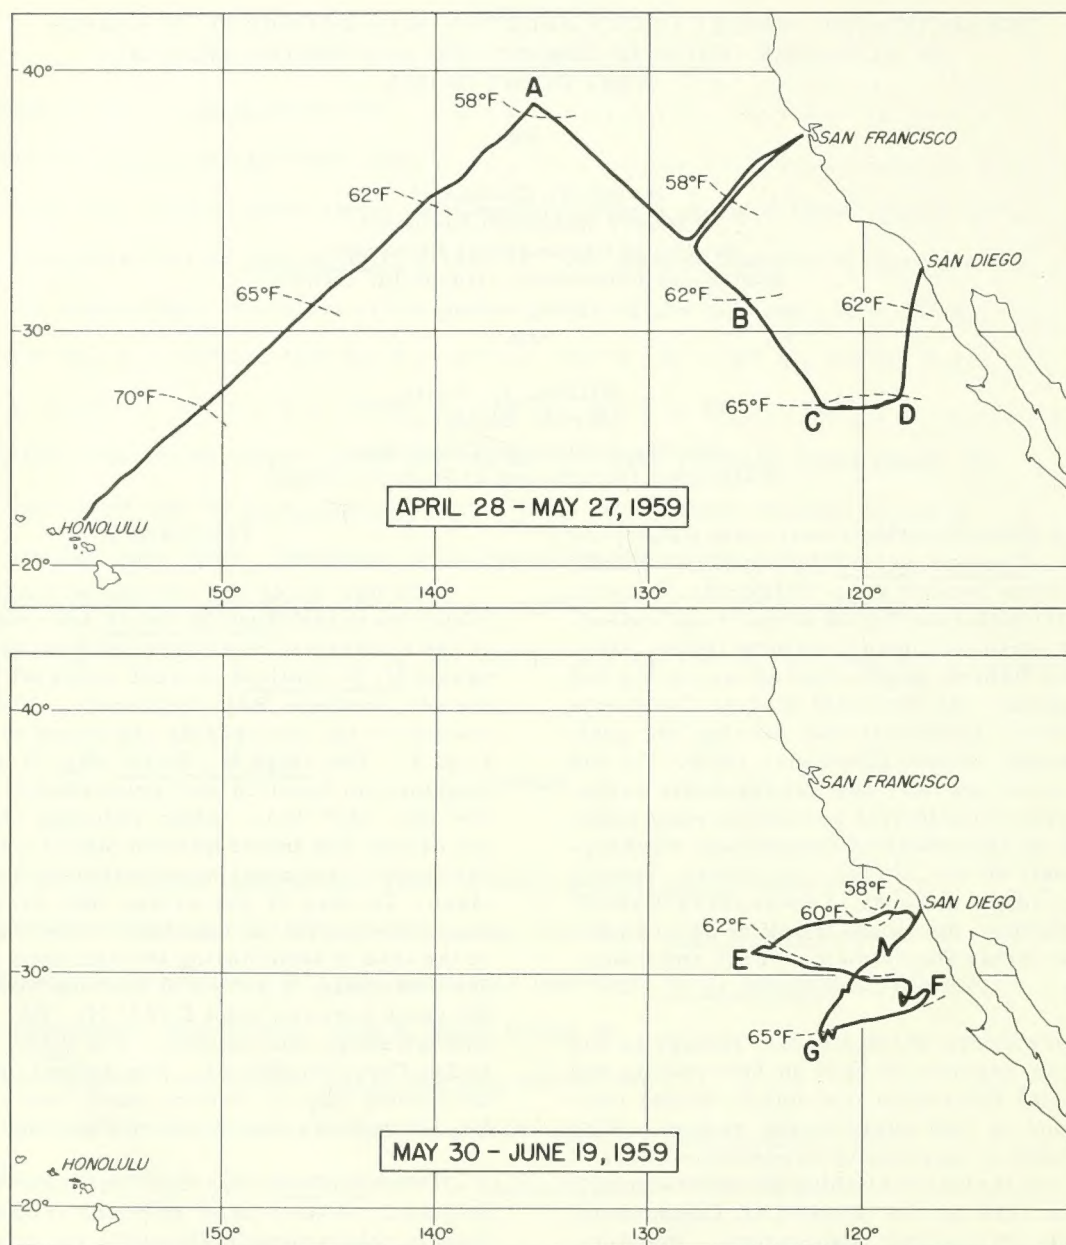 40°
A
58°F
SAN FRANCISCO
62°F
58°F
SAN DIEGO
65°F
62°F
B
62°F
30°
70°F
65°F
C
D
APRIL 28 – MAY 27, 1959
HONOLULU
20°
150°
140°
130°
120°
40°
SAN FRANCISCO
58°F
SAN DIEGO
60°F
62°F
E
30°
F
65°F
G
MAY 30 – JUNE 19, 1959
HONOLULU
20°
150°
140°
130°
120°